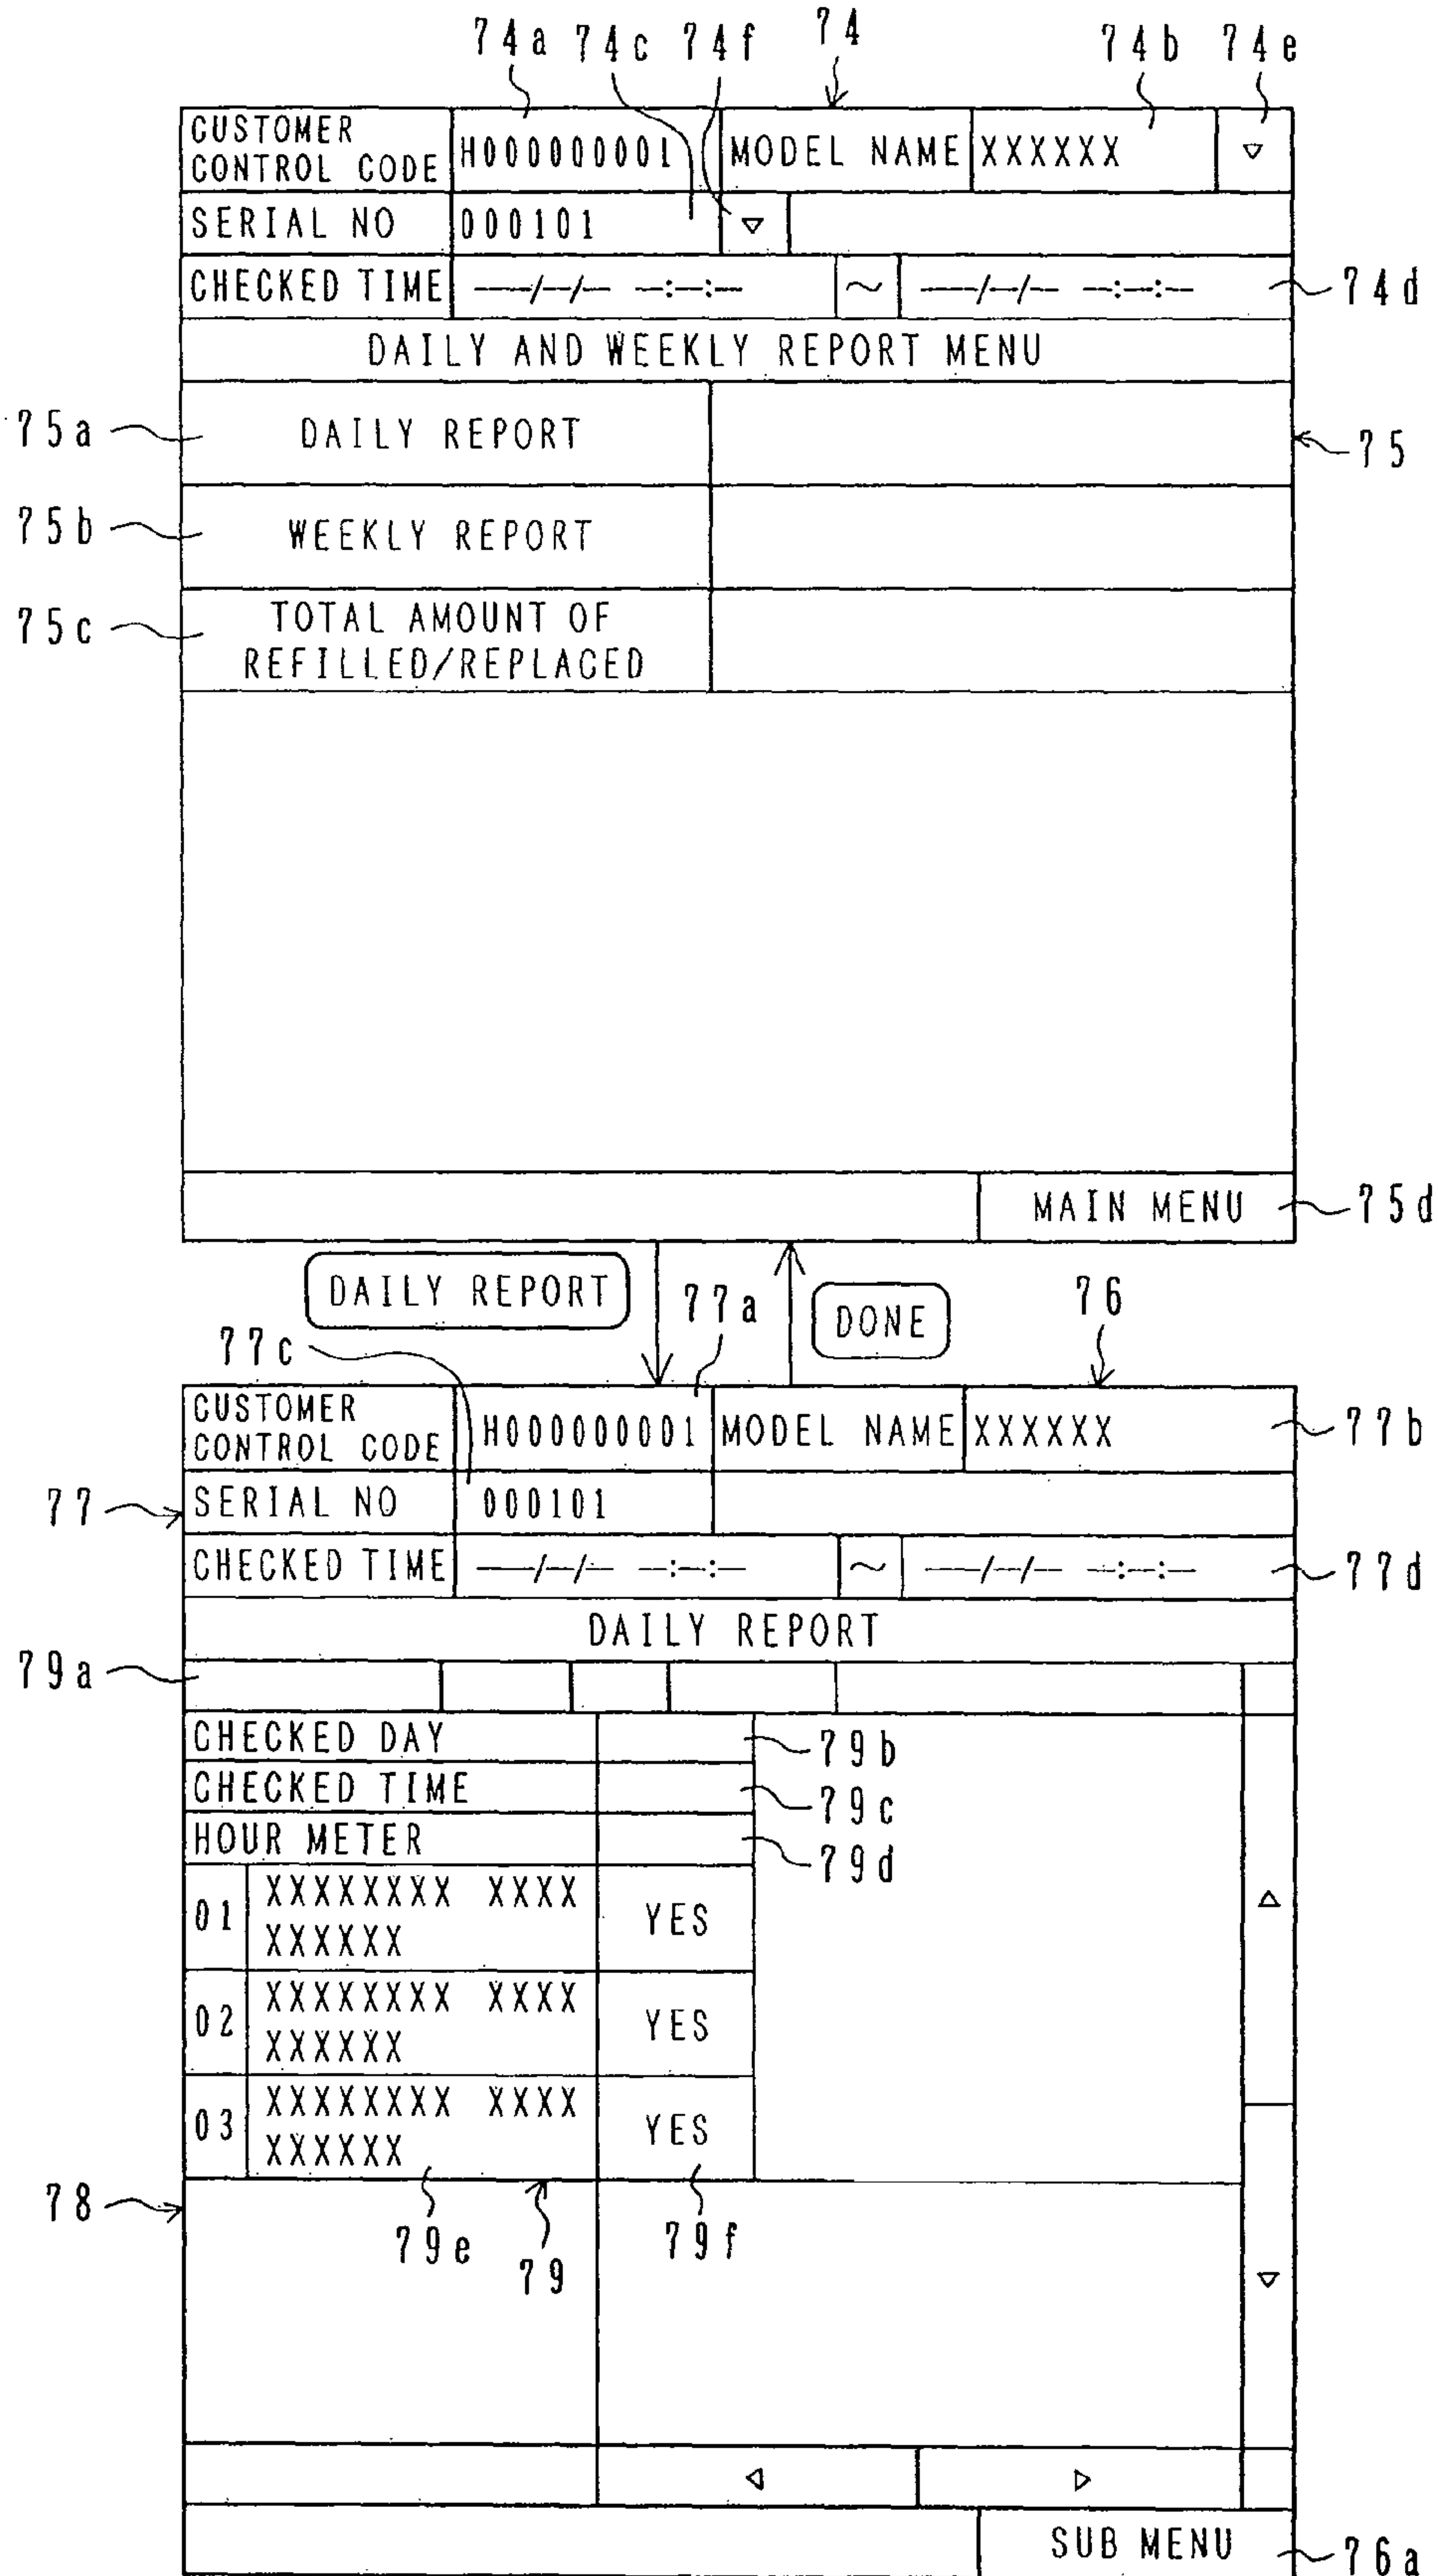 74a 74c 74f 74 74b 74e
CUSTOMER
CONTROL CODE H000000001 MODEL NAME XXXXXX ▽
SERIAL NO 000101 ▽
CHECKED TIME ----/--/-- --:--:-- ~ ----/--/-- --:--:-- 74d
DAILY AND WEEKLY REPORT MENU
75a DAILY REPORT 75
75b WEEKLY REPORT
75c TOTAL AMOUNT OF
REFILLED/REPLACED
MAIN MENU 75d
DAILY REPORT 77a DONE 76
77c
CUSTOMER
CONTROL CODE H000000001 MODEL NAME XXXXXX 77b
77 SERIAL NO 000101
CHECKED TIME ----/--/-- --:--:-- ~ ----/--/-- --:--:-- 77d
DAILY REPORT
79a
CHECKED DAY 79b
CHECKED TIME 79c
HOUR METER 79d
01 XXXXXXXX XXXX
XXXXXX YES △
02 XXXXXXXX XXXX
XXXXXX YES
03 XXXXXXXX XXXX
XXXXXX YES
78 79e 79 79f
▽
◁ ▷
SUB MENU 76a